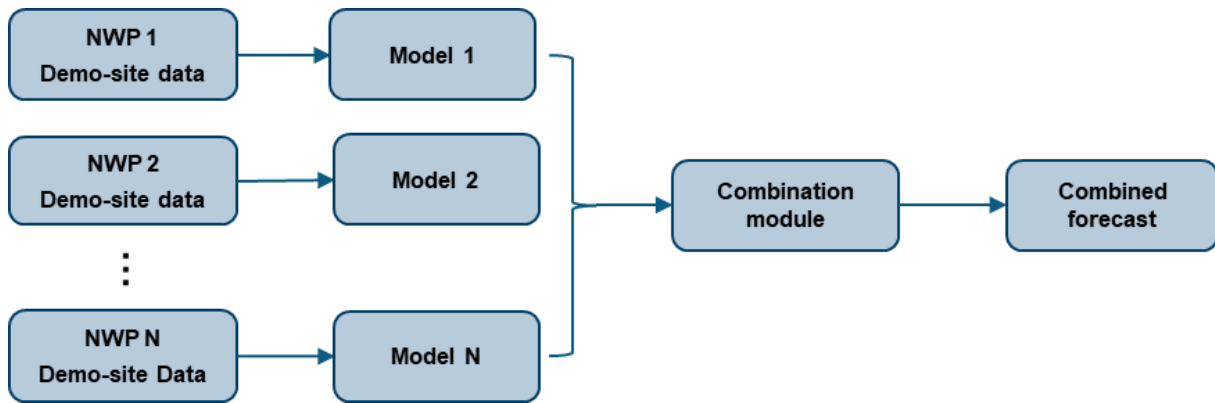 NWP 1
Demo-site data
Model 1
NWP 2
Demo-site data
Model 2
Combination
module
Combined
forecast
NWP N
Demo-site Data
Model N